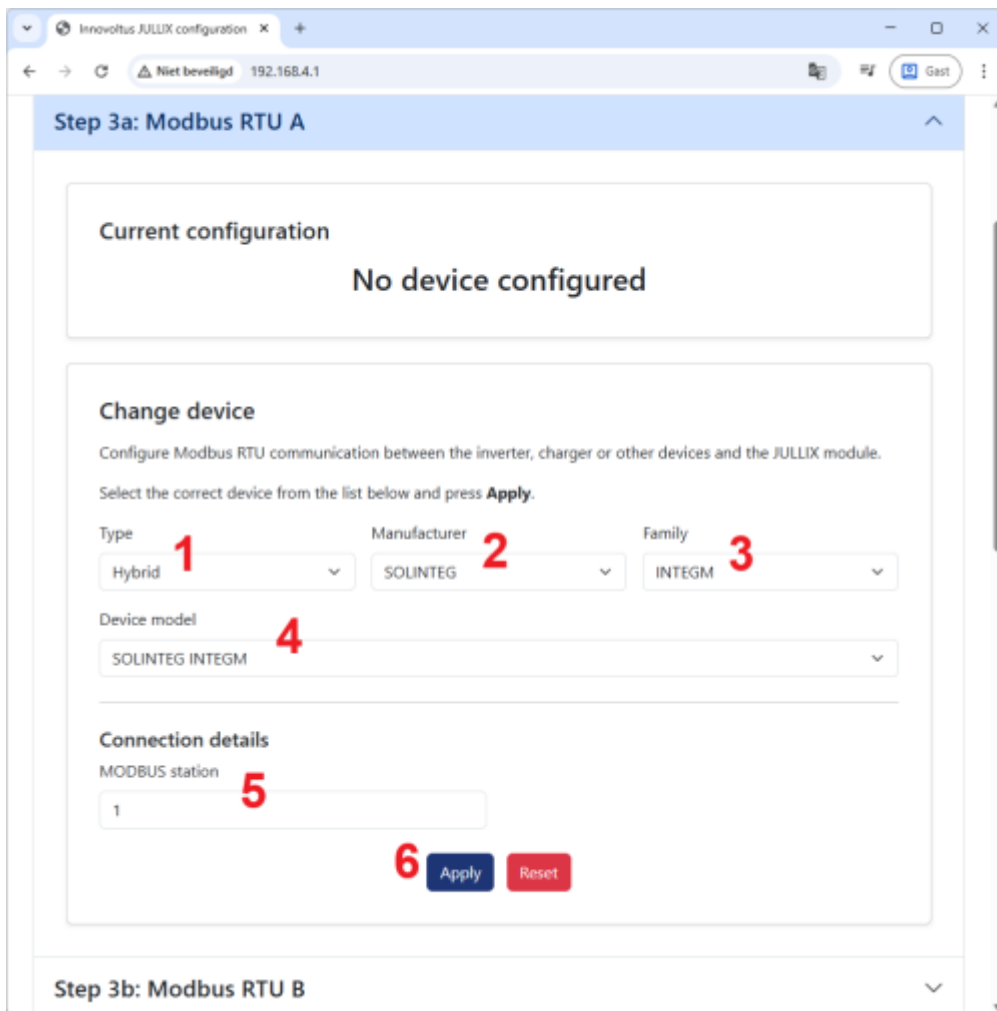 Innovoltus JULLIX configuration
Niet beveiligd 192.168.4.1
Gast
Step 3a: Modbus RTU A
Current configuration
No device configured
Change device
Configure Modbus RTU communication between the inverter, charger or other devices and the JULLIX module.
Select the correct device from the list below and press Apply.
Type Manufacturer Family
1 2 3
Hybrid SOLINTEG INTEGM
Device model
4
SOLINTEG INTEGM
Connection details
MODBUS station
5
1
6 Apply Reset
Step 3b: Modbus RTU B